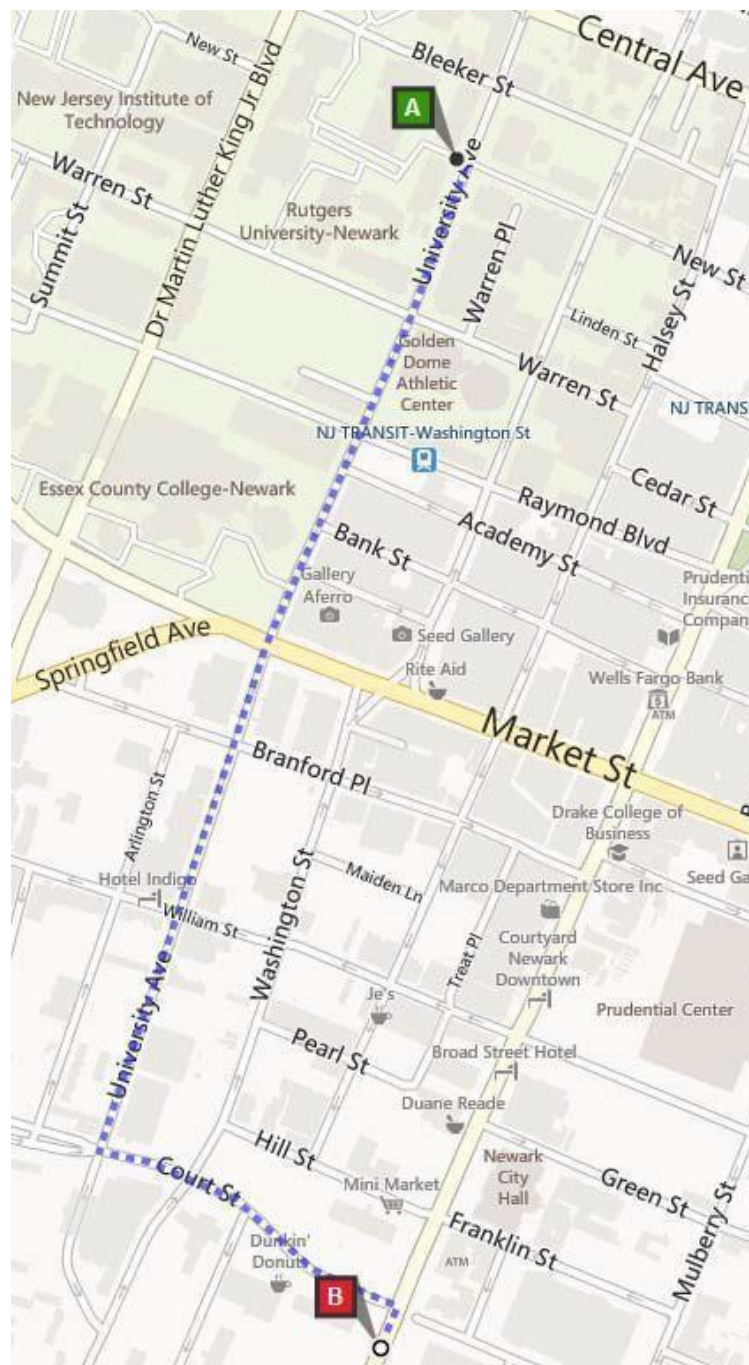 New St
Bleeker St
Central Ave
A
New Jersey Institute of
Technology
Dr Martin Luther King Jr Blvd
Warren St
Summit St
Rutgers
University-Newark
University Ave
Warren Pl
New St
Halsey St
Linden St
Golden
Dome
Athletic
Center
Warren St
NJ TRANS
NJ TRANSIT-Washington St
Essex County College-Newark
Cedar St
Raymond Blvd
Academy St
Bank St
Gallery
Aferro
Seed Gallery
Prudenti
Insuranc
Compan
Springfield Ave
Rite Aid
Wells Fargo Bank
ATM
Market St
Branford Pl
Arlington St
Drake College of
Business
Seed Ga
Maiden Ln
Marco Department Store Inc
Hotel Indigo
William St
Washington St
Treat Pl
Courtyard
Newark
Downtown
University Ave
Je's
Prudential Center
Pearl St
Broad Street Hotel
Duane Reade
Hill St
Newark
City
Hall
Green St
Court St
Mini Market
Franklin St
Mulberry St
Dunkin'
Donut
ATM
B